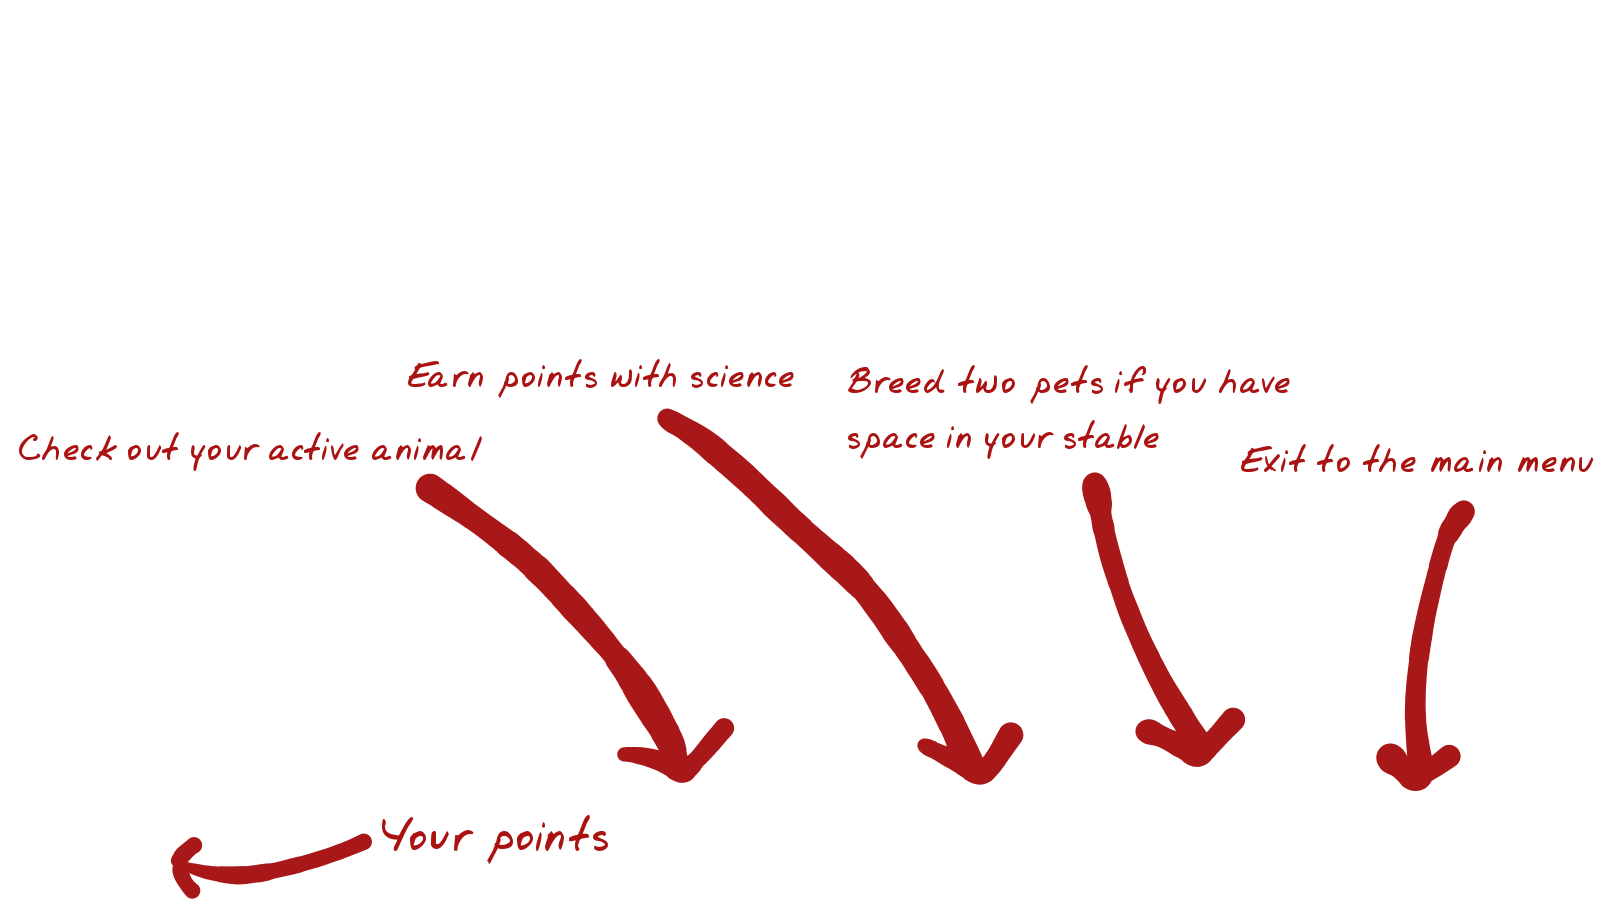 Earn points with science
Breed two pets if you have
space in your stable
Check out your active animal
Exit to the main menu
Your points